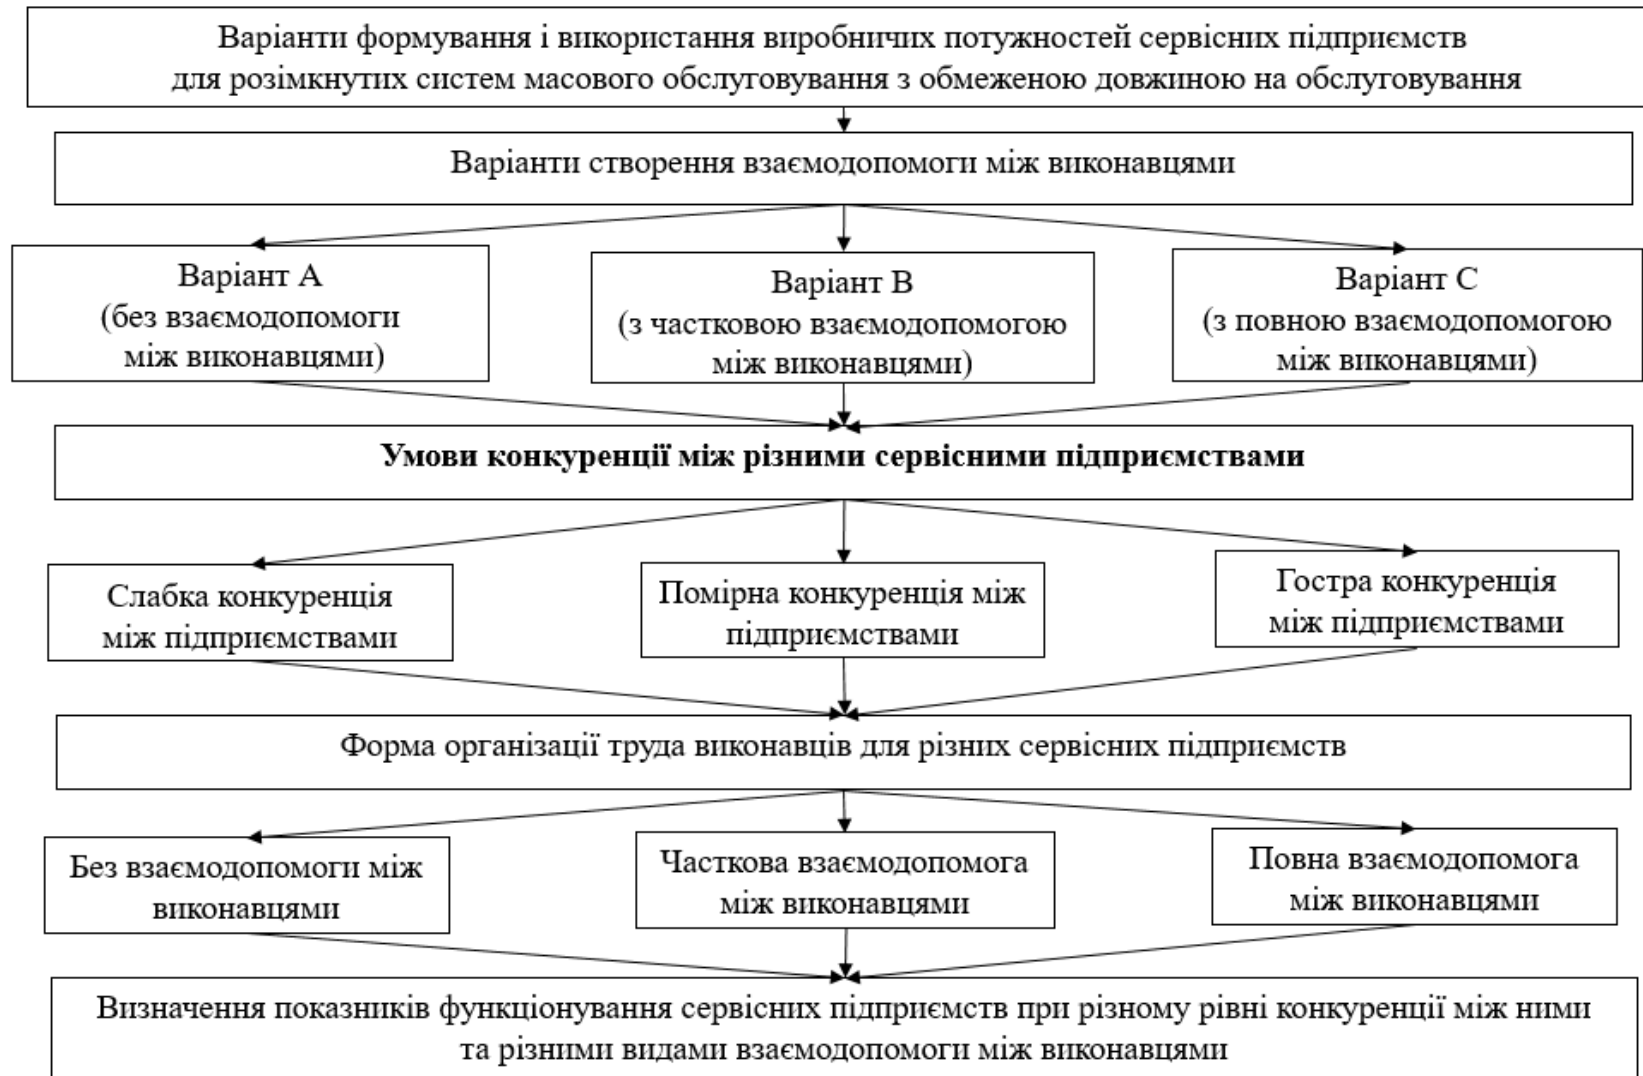 Варіанти формування і використання виробничих потужностей сервісних підприємств
для розімкнутих систем масового обслуговування з обмеженою довжиною на обслуговування
Варіанти створення взаємодопомоги між виконавцями
Варіант А
(без взаємодопомоги
між виконавцями)
Варіант В
(з частковою взаємодопомогою
між виконавцями)
Варіант С
(з повною взаємодопомогою
між виконавцями)
Умови конкуренції між різними сервісними підприємствами
Слабка конкуренція
між підприємствами
Помірна конкуренція між
підприємствами
Гостра конкуренція
між підприємствами
Форма організації труда виконавців для різних сервісних підприємств
Без взаємодопомоги між
виконавцями
Часткова взаємодопомога
між виконавцями
Повна взаємодопомога
між виконавцями
Визначення показників функціонування сервісних підприємств при різному рівні конкуренції між ними
та різними видами взаємодопомоги між виконавцями